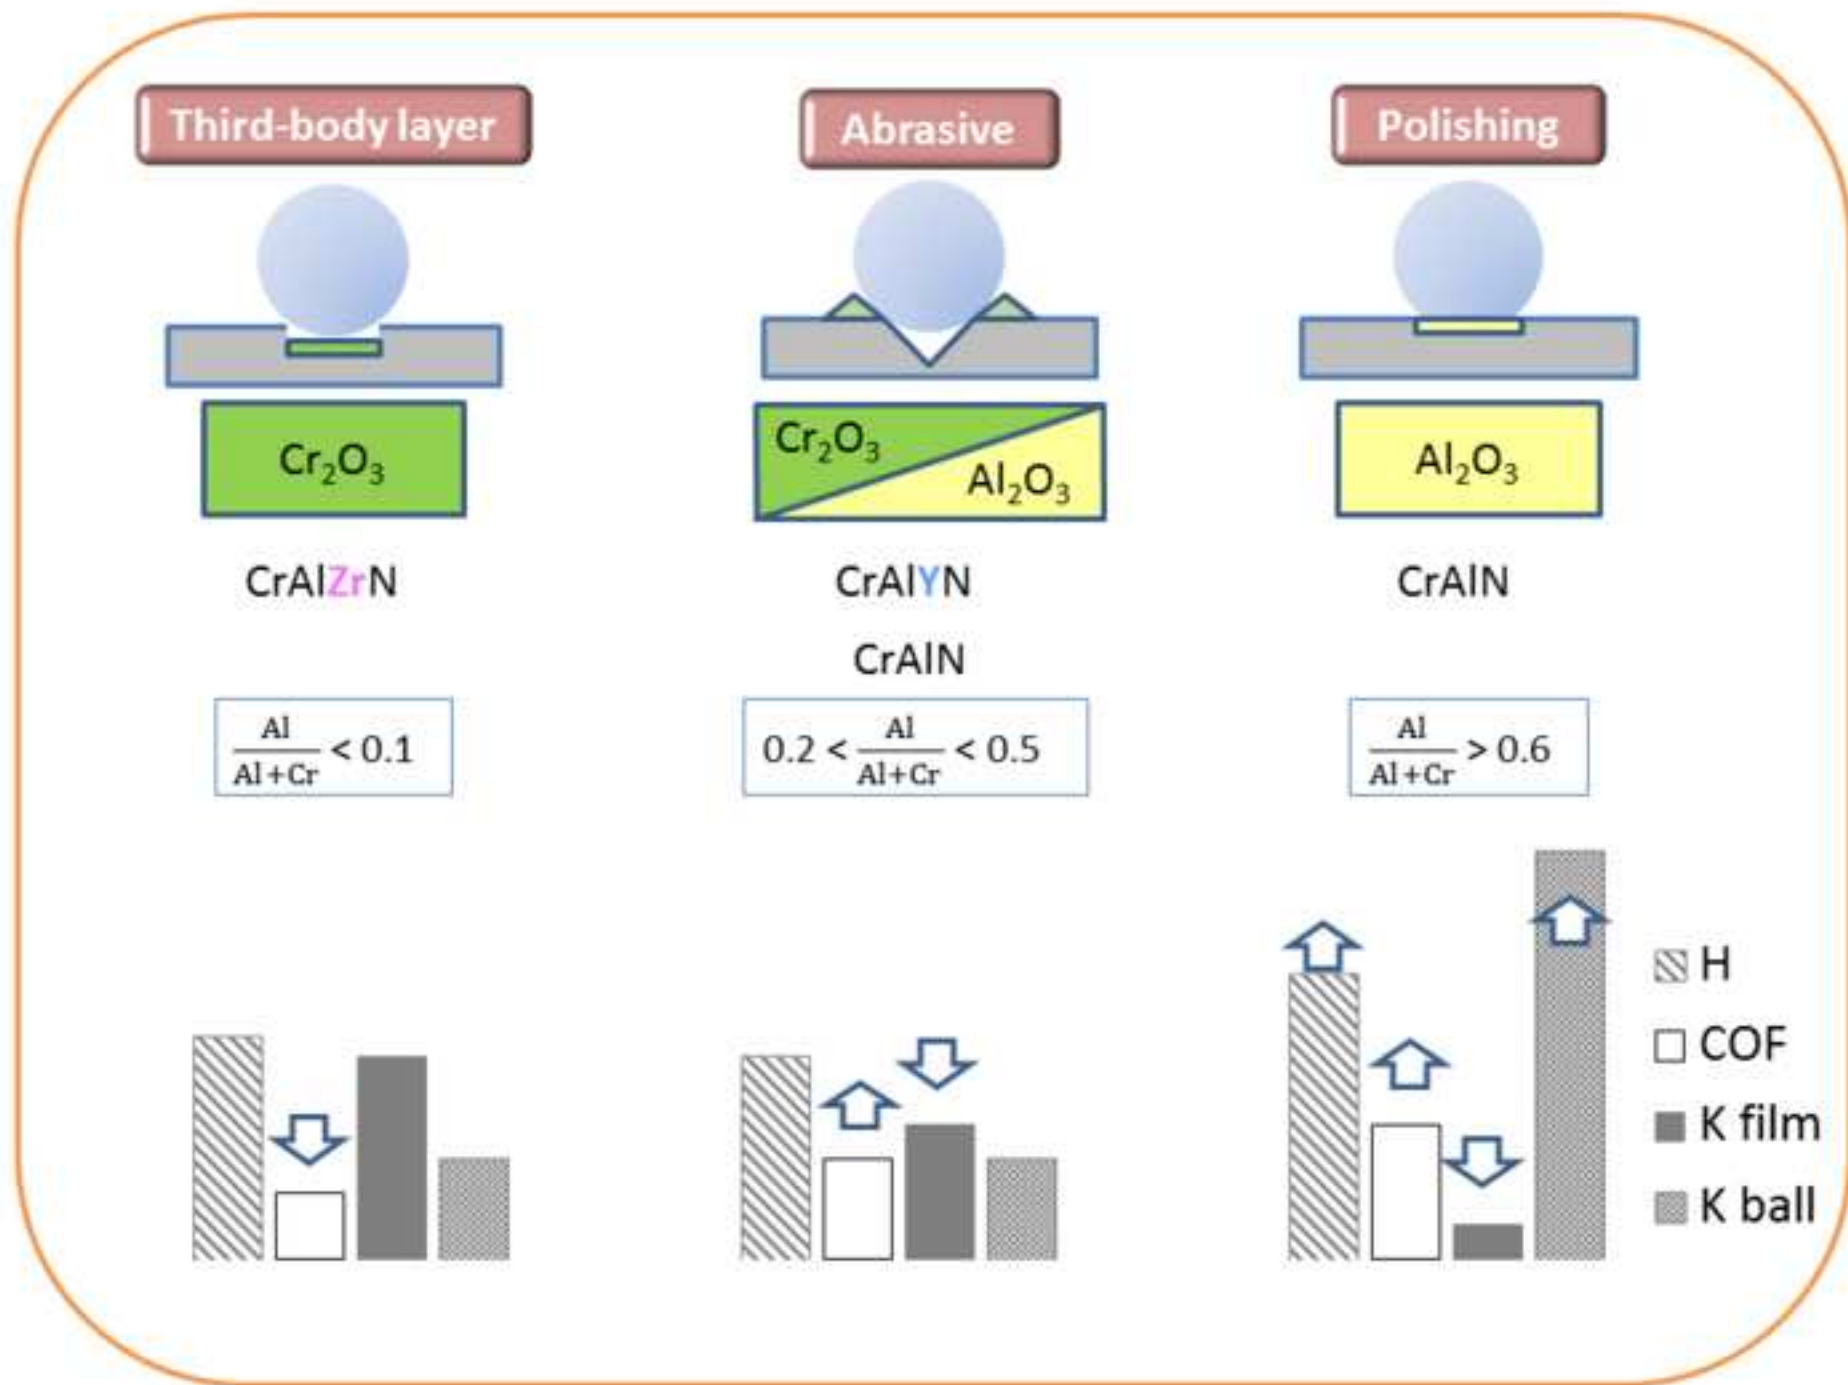 Third-body layer
Abrasive
Polishing
Cr₂O₃
Cr₂O₃
Al₂O₃
Al₂O₃
CrAlZrN
CrAlYN
CrAlN
CrAlN
Al/Al+Cr < 0.1
0.2 < Al/Al+Cr < 0.5
Al/Al+Cr > 0.6
H
COF
K film
K ball